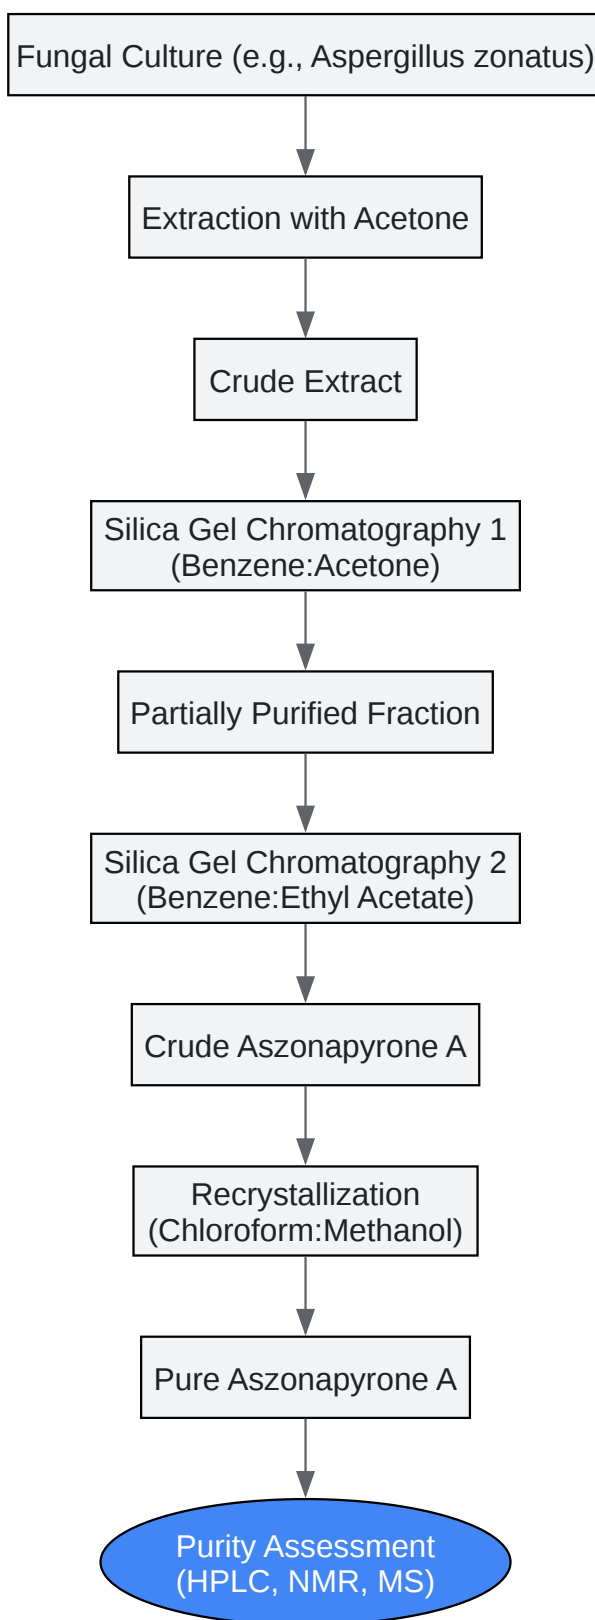 Fungal Culture (e.g., Aspergillus zonatus)
Extraction with Acetone
Crude Extract
Silica Gel Chromatography 1
(Benzene:Acetone)
Partially Purified Fraction
Silica Gel Chromatography 2
(Benzene:Ethyl Acetate)
Crude Aszonapyrone A
Recrystallization
(Chloroform:Methanol)
Pure Aszonapyrone A
Purity Assessment
(HPLC, NMR, MS)